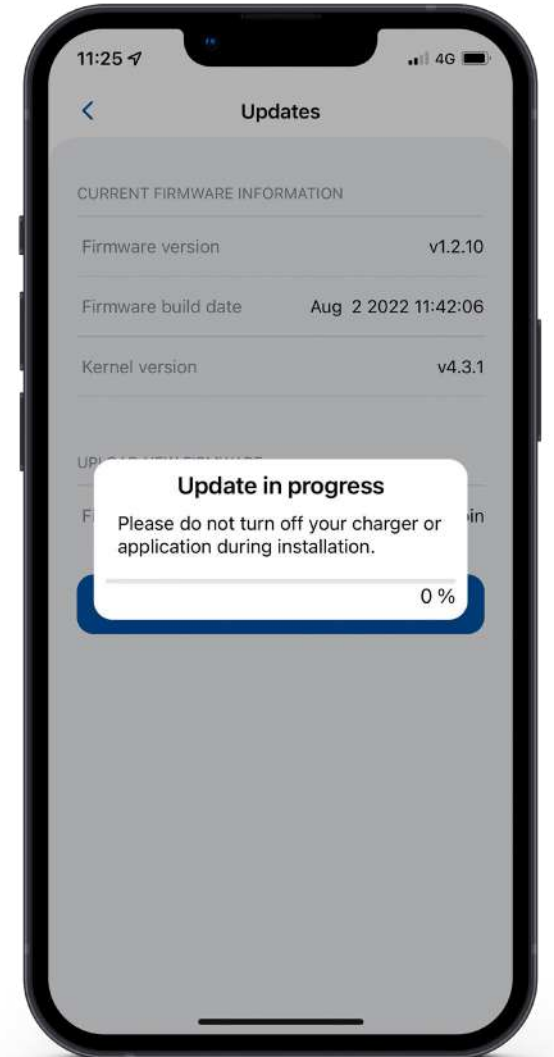 11:25 4G
Updates
CURRENT FIRMWARE INFORMATION
Firmware version v1.2.10
Firmware build date Aug 2 2022 11:42:06
Kernel version v4.3.1
Update in progress
Please do not turn off your charger or
application during installation.
0 %